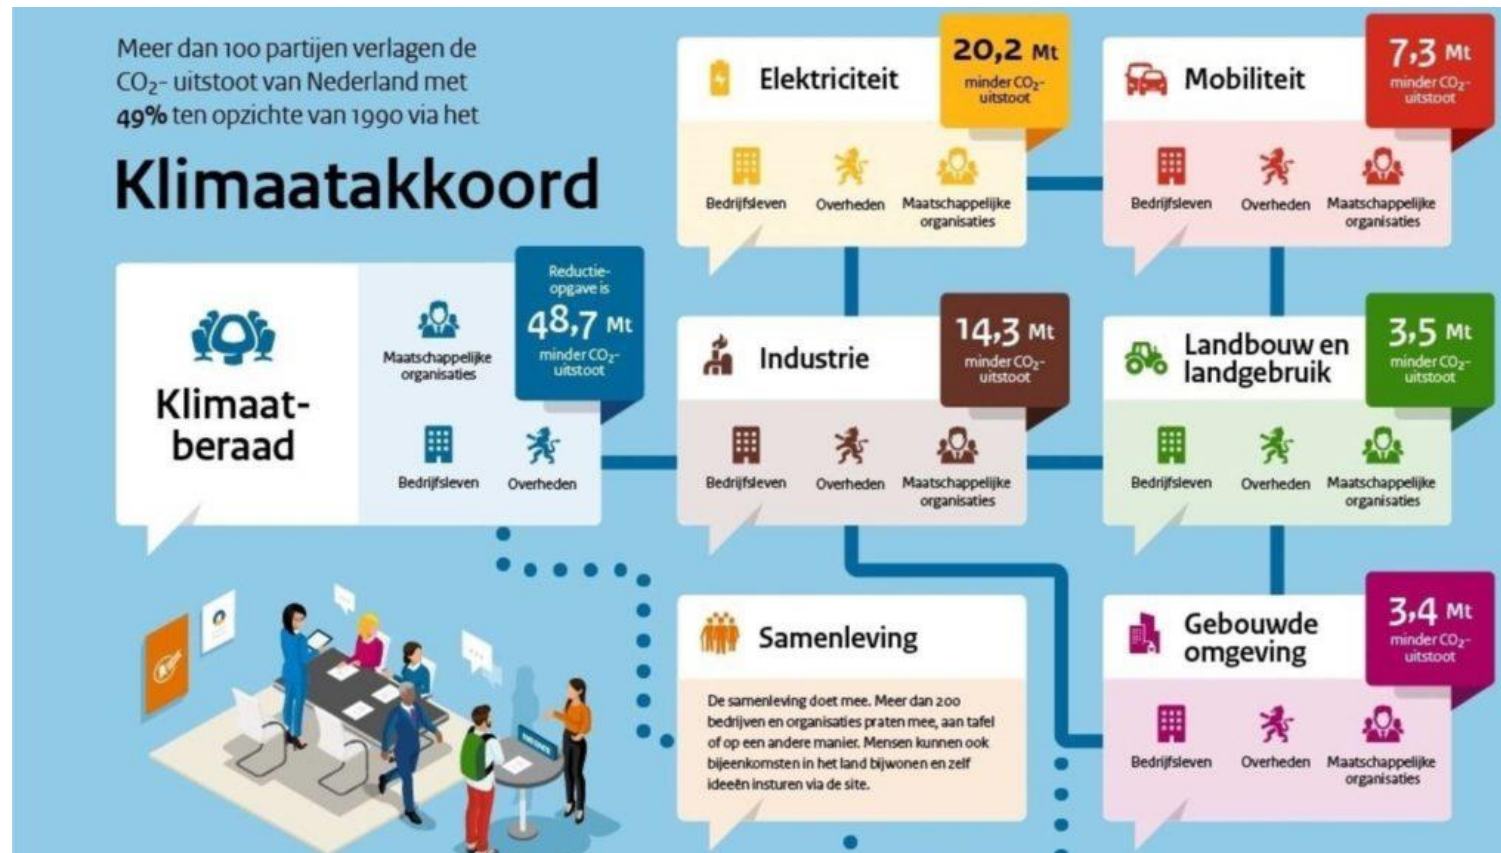 Meer dan 100 partijen verlagen de
CO₂- uitstoot van Nederland met
49% ten opzichte van 1990 via het
Klimaatakkoord
Klimaat-
beraad
Maatschappelijke
organisaties
Bedrijfsleven
Overheden
Reductie-
opgave is
48,7 Mt
minder CO₂-
uitstoot
Elektriciteit
20,2 Mt
minder CO₂-
uitstoot
Bedrijfsleven
Overheden
Maatschappelijke
organisaties
Mobiliteit
7,3 Mt
minder CO₂-
uitstoot
Bedrijfsleven
Overheden
Maatschappelijke
organisaties
Industrie
14,3 Mt
minder CO₂-
uitstoot
Bedrijfsleven
Overheden
Maatschappelijke
organisaties
Landbouw en
landgebruik
3,5 Mt
minder CO₂-
uitstoot
Bedrijfsleven
Overheden
Maatschappelijke
organisaties
Samenleving
De samenleving doet mee. Meer dan 200
bedrijven en organisaties praten mee, aan tafel
of op een andere manier. Mensen kunnen ook
bijeenkomsten in het land bijwonen en zelf
ideeën insturen via de site.
Gebouwde
omgeving
3,4 Mt
minder CO₂-
uitstoot
Bedrijfsleven
Overheden
Maatschappelijke
organisaties